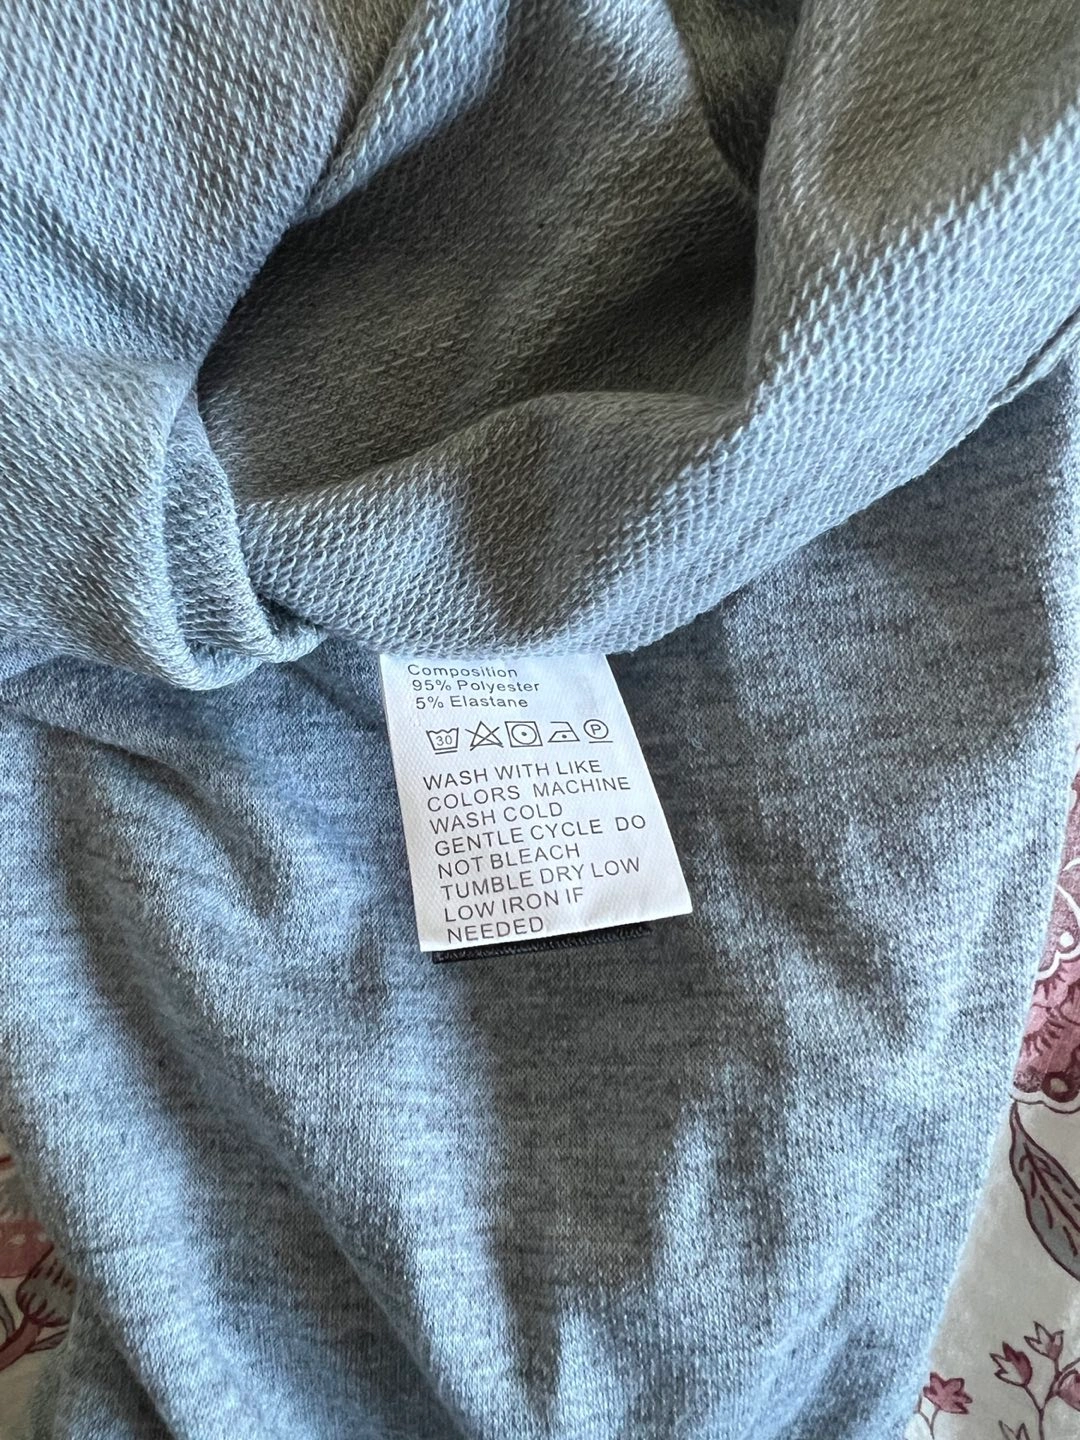 Composition
95% Polyester
5% Elastane
30 P
WASH WITH LIKE
COLORS MACHINE
WASH COLD
GENTLE CYCLE DO
NOT BLEACH
TUMBLE DRY LOW
LOW IRON IF
NEEDED